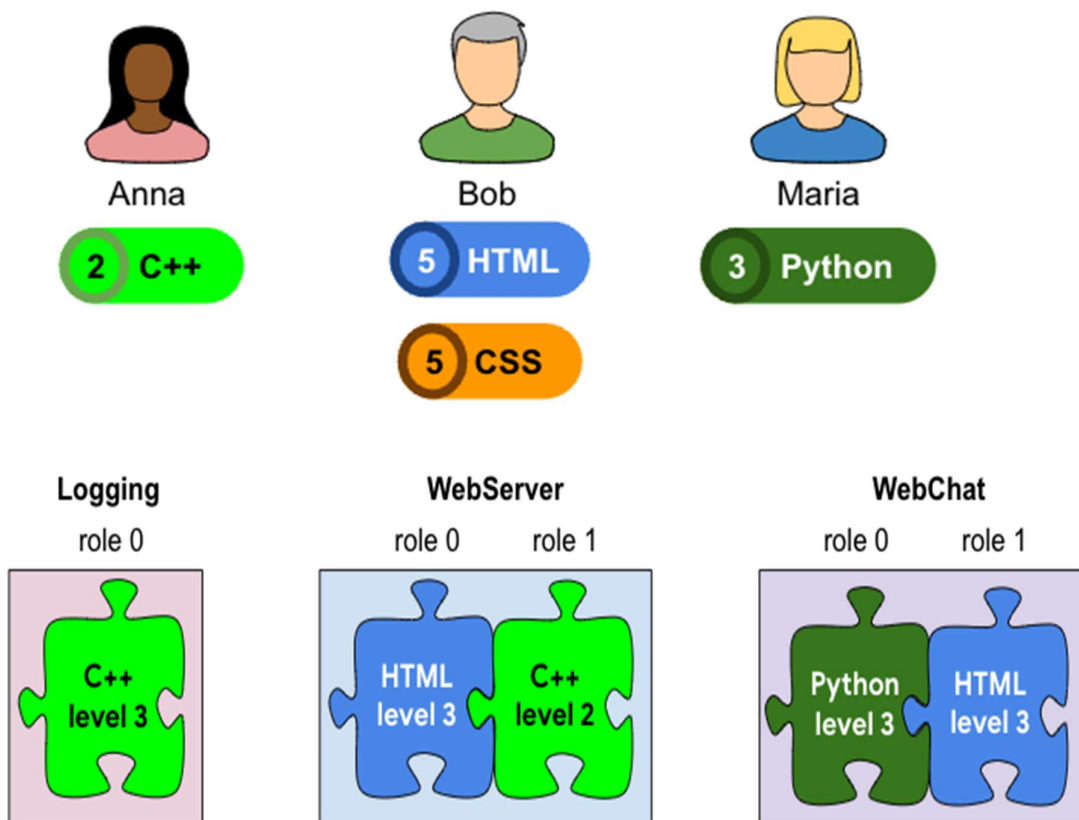 Anna Bob Maria
2 C++ 5 HTML 3 Python
5 CSS
Logging WebServer WebChat
role 0 role 0 role 1 role 0 role 1
C++ HTML C++ Python HTML
level 3 level 3 level 2 level 3 level 3